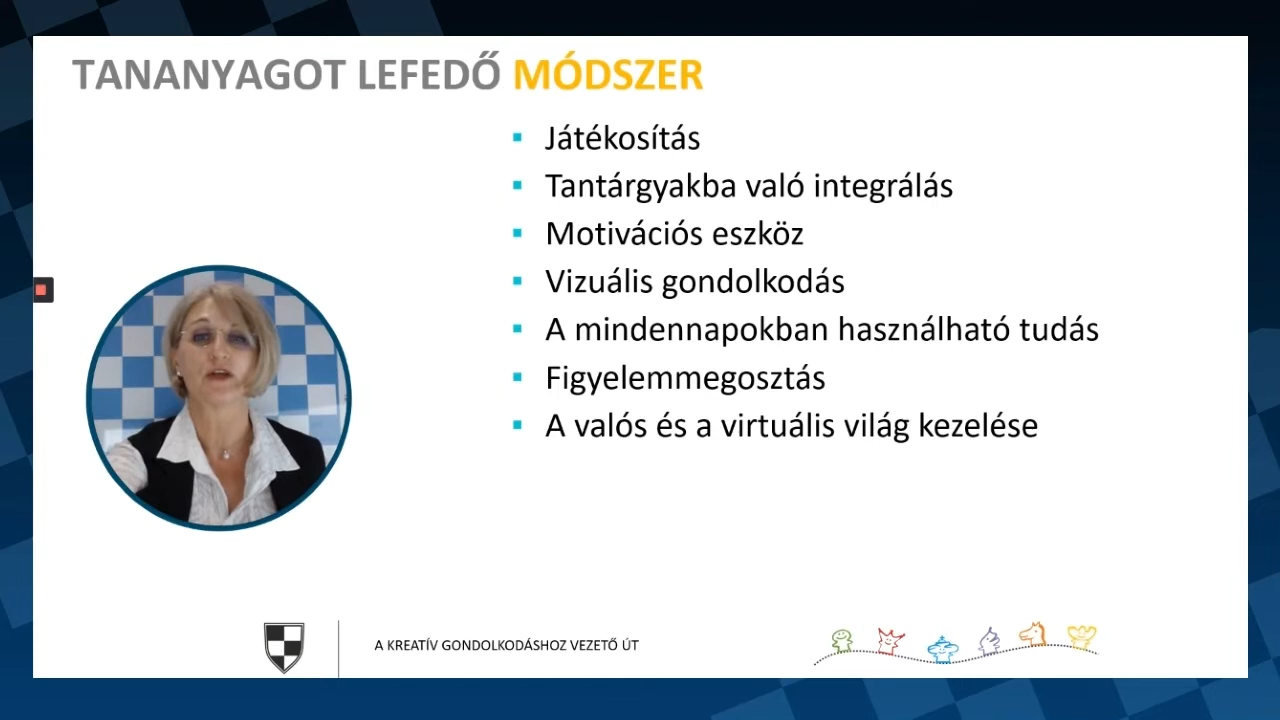 TANANYAGOT LEFEDŐ MÓDSZER
Játékosítás
Tantárgyakba való integrálás
Motivációs eszköz
Vizuális gondolkodás
A mindennapokban használható tudás
Figyelemmegosztás
A valós és a virtuális világ kezelése
A KREATÍV GONDOLKODÁSHOZ VEZETŐ ÚT